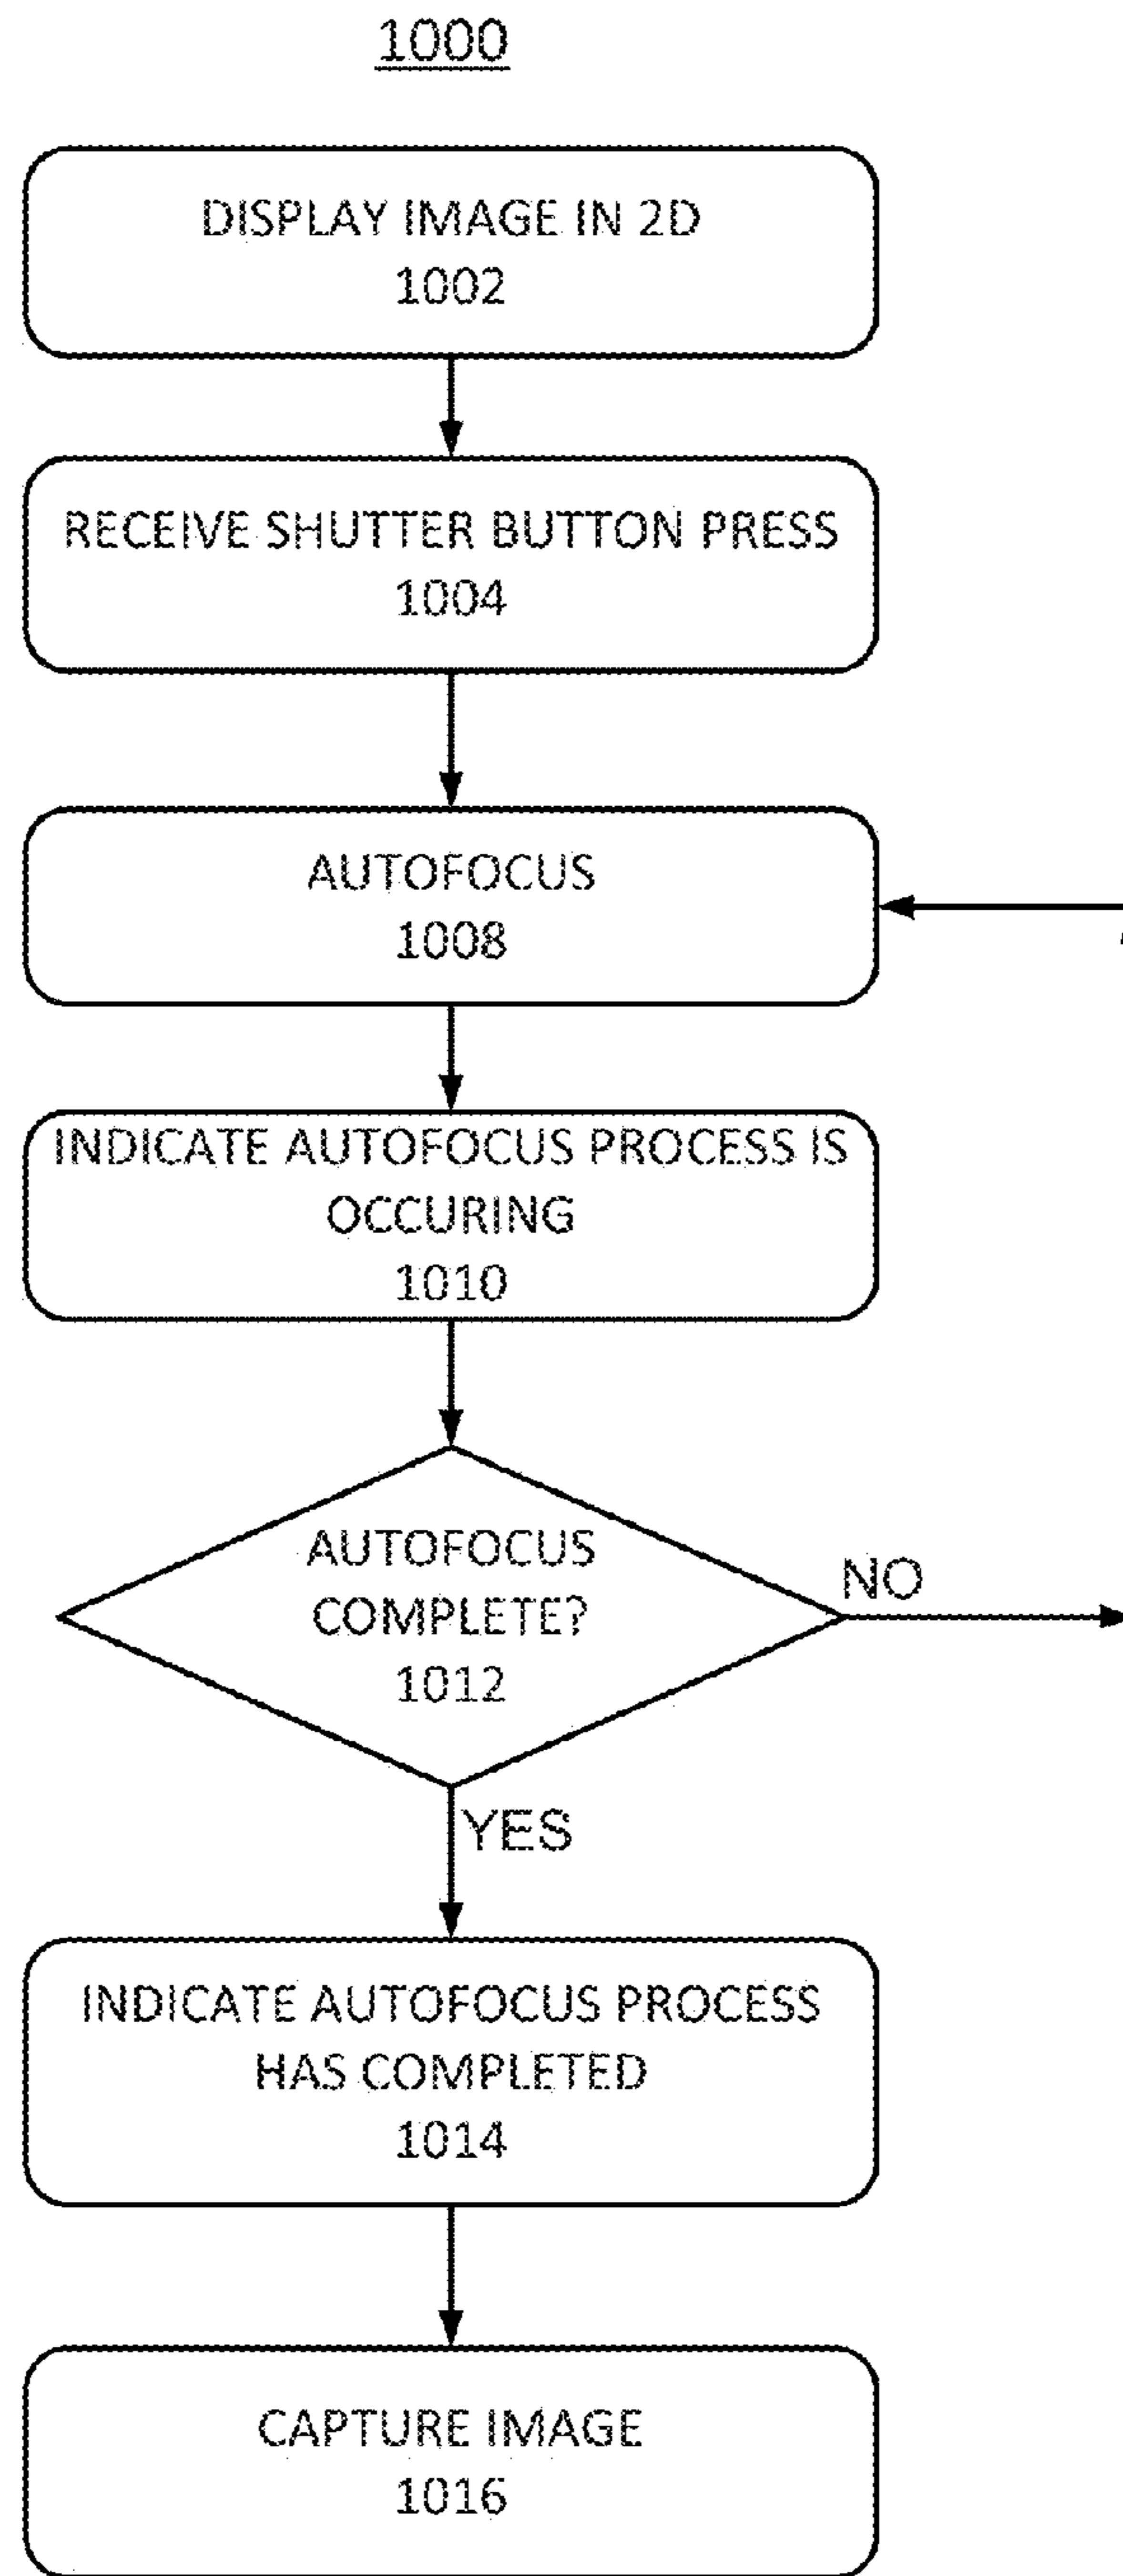 1000
DISPLAY IMAGE IN 2D
1002
RECEIVE SHUTTER BUTTON PRESS
1004
AUTOFOCUS
1008
INDICATE AUTOFOCUS PROCESS IS
OCCURING
1010
AUTOFOCUS
COMPLETE?
1012
NO
YES
INDICATE AUTOFOCUS PROCESS
HAS COMPLETED
1014
CAPTURE IMAGE
1016